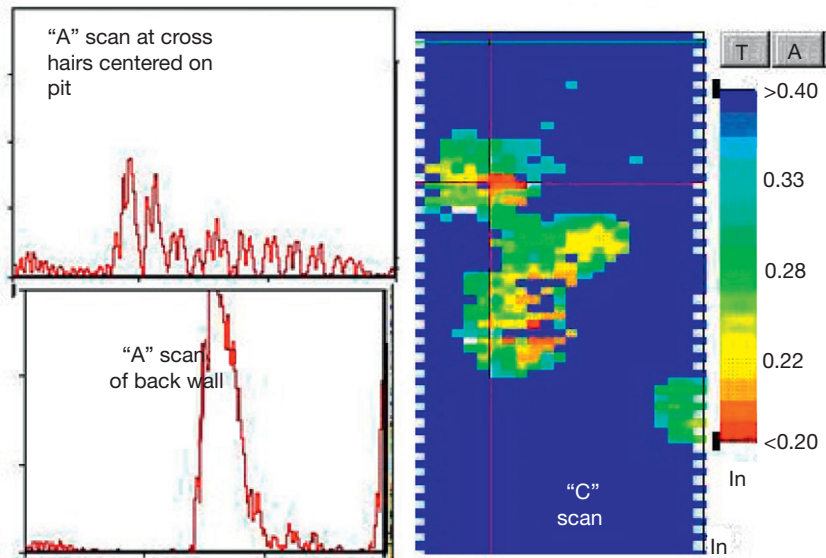 “A” scan at cross
hairs centered on
pit
“A” scan
of back wall
T A
>0.40
0.33
0.28
0.22
<0.20
In
“C”
scan
In